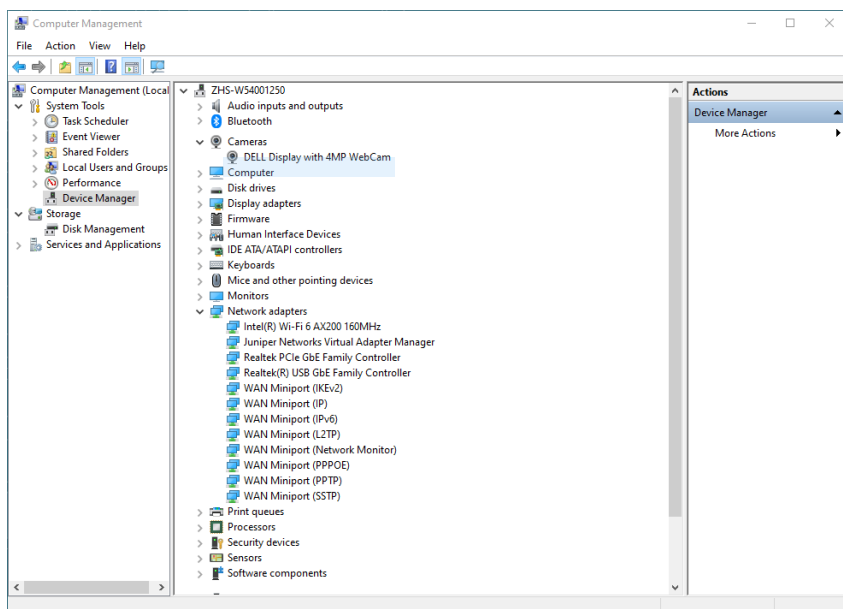 Computer Management
File Action View Help
Computer Management (Local
System Tools
Task Scheduler
Event Viewer
Shared Folders
Local Users and Groups
Performance
Device Manager
Storage
Disk Management
Services and Applications
ZHS-W54001250
Audio inputs and outputs
Bluetooth
Cameras
DELL Display with 4MP WebCam
Computer
Disk drives
Display adapters
Firmware
Human Interface Devices
IDE ATA/ATAPI controllers
Keyboards
Mice and other pointing devices
Monitors
Network adapters
Intel(R) Wi-Fi 6 AX200 160MHz
Juniper Networks Virtual Adapter Manager
Realtek PCIe GbE Family Controller
Realtek(R) USB GbE Family Controller
WAN Miniport (IKEv2)
WAN Miniport (IP)
WAN Miniport (IPv6)
WAN Miniport (L2TP)
WAN Miniport (Network Monitor)
WAN Miniport (PPPOE)
WAN Miniport (PPTP)
WAN Miniport (SSTP)
Print queues
Processors
Security devices
Sensors
Software components
Actions
Device Manager
More Actions